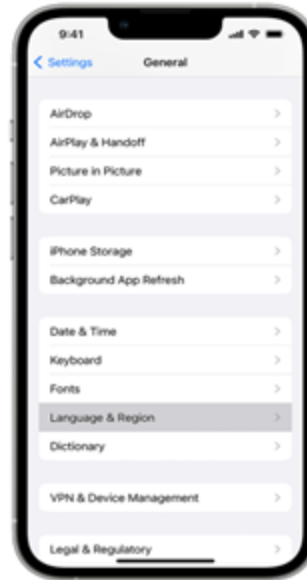 9:41
Settings General
AirDrop
AirPlay & Handoff
Picture in Picture
CarPlay
iPhone Storage
Background App Refresh
Date & Time
Keyboard
Fonts
Language & Region
Dictionary
VPN & Device Management
Legal & Regulatory